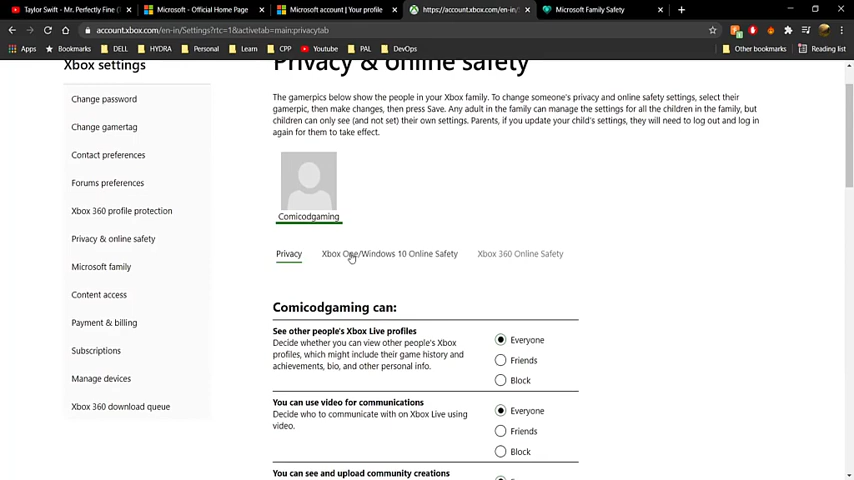 Taylor Swift - Mr. Perfectly Fine (
Microsoft - Official Home Page
Microsoft account | Your profile
https://account.xbox.com/en-in/
Microsoft Family Safety
account.xbox.com/en-in/Settings?rtc=1&activetab=main:privacytab
Apps Bookmarks DELL HYDRA Personal Learn CPP Youtube PAL DevOps Other bookmarks Reading list
Xbox settings
Privacy & online safety
Change password
Change gamertag
Contact preferences
Forums preferences
Xbox 360 profile protection
Privacy & online safety
Microsoft family
Content access
Payment & billing
Subscriptions
Manage devices
Xbox 360 download queue
The gamerpics below show the people in your Xbox family. To change someone's privacy and online safety settings, select their
gamerpic, then make changes, then press Save. Any adult in the family can manage the settings for all the children in the family, but
children can only see (and not set) their own settings. Parents, if you update your child's settings, they will need to log out and log in
again for them to take effect.
Comicodgaming
Privacy Xbox One/Windows 10 Online Safety Xbox 360 Online Safety
Comicodgaming can:
See other people's Xbox Live profiles
Decide whether you can view other people's Xbox
profiles, which might include their game history and
achievements, bio, and other personal info.
Everyone
Friends
Block
You can use video for communications
Decide who to communicate with on Xbox Live using
video.
Everyone
Friends
Block
You can see and upload community creations